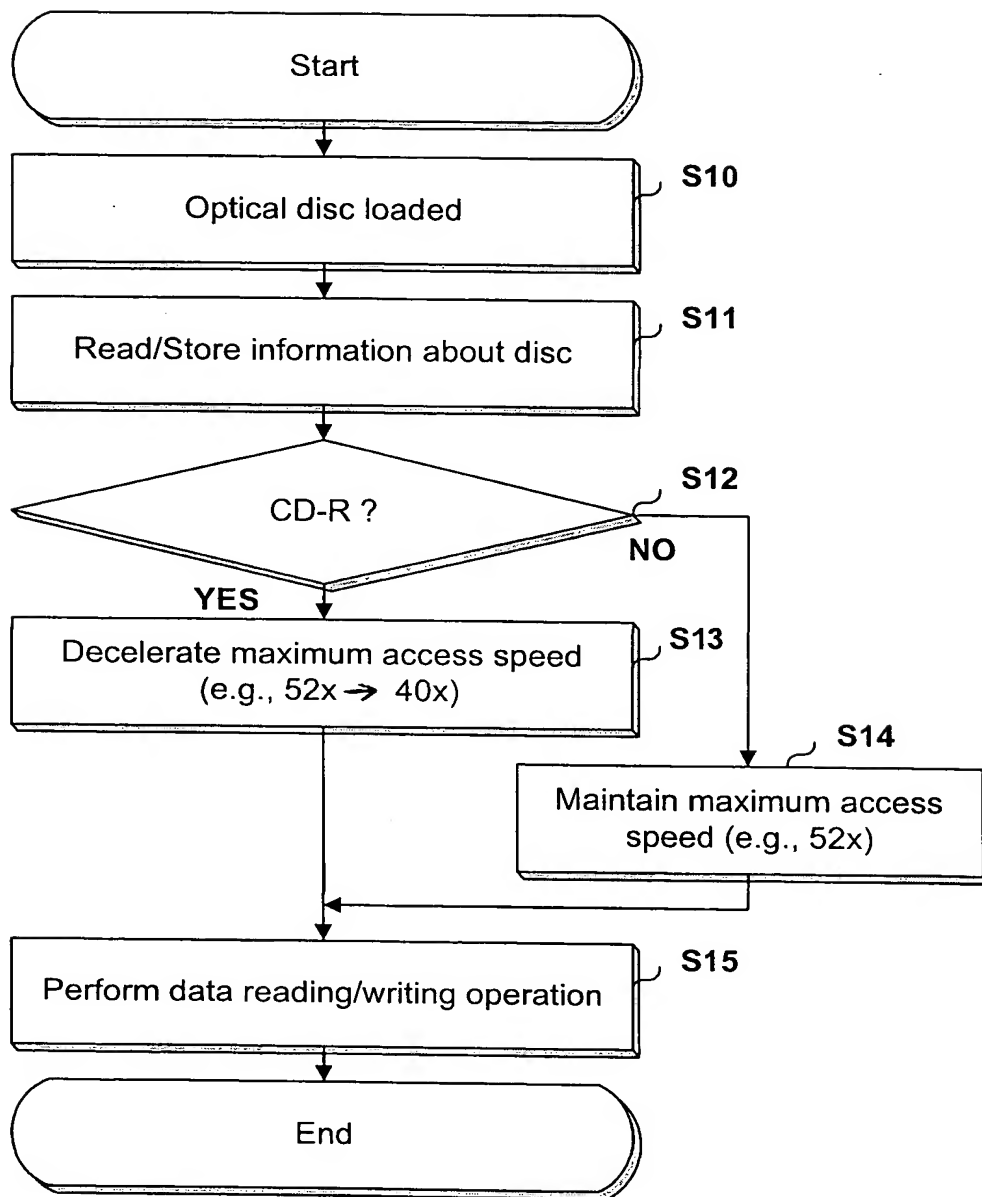 Start
S10
Optical disc loaded
S11
Read/Store information about disc
S12
CD-R ?
NO
YES
S13
Decelerate maximum access speed
(e.g., 52x → 40x)
S14
Maintain maximum access
speed (e.g., 52x)
S15
Perform data reading/writing operation
End